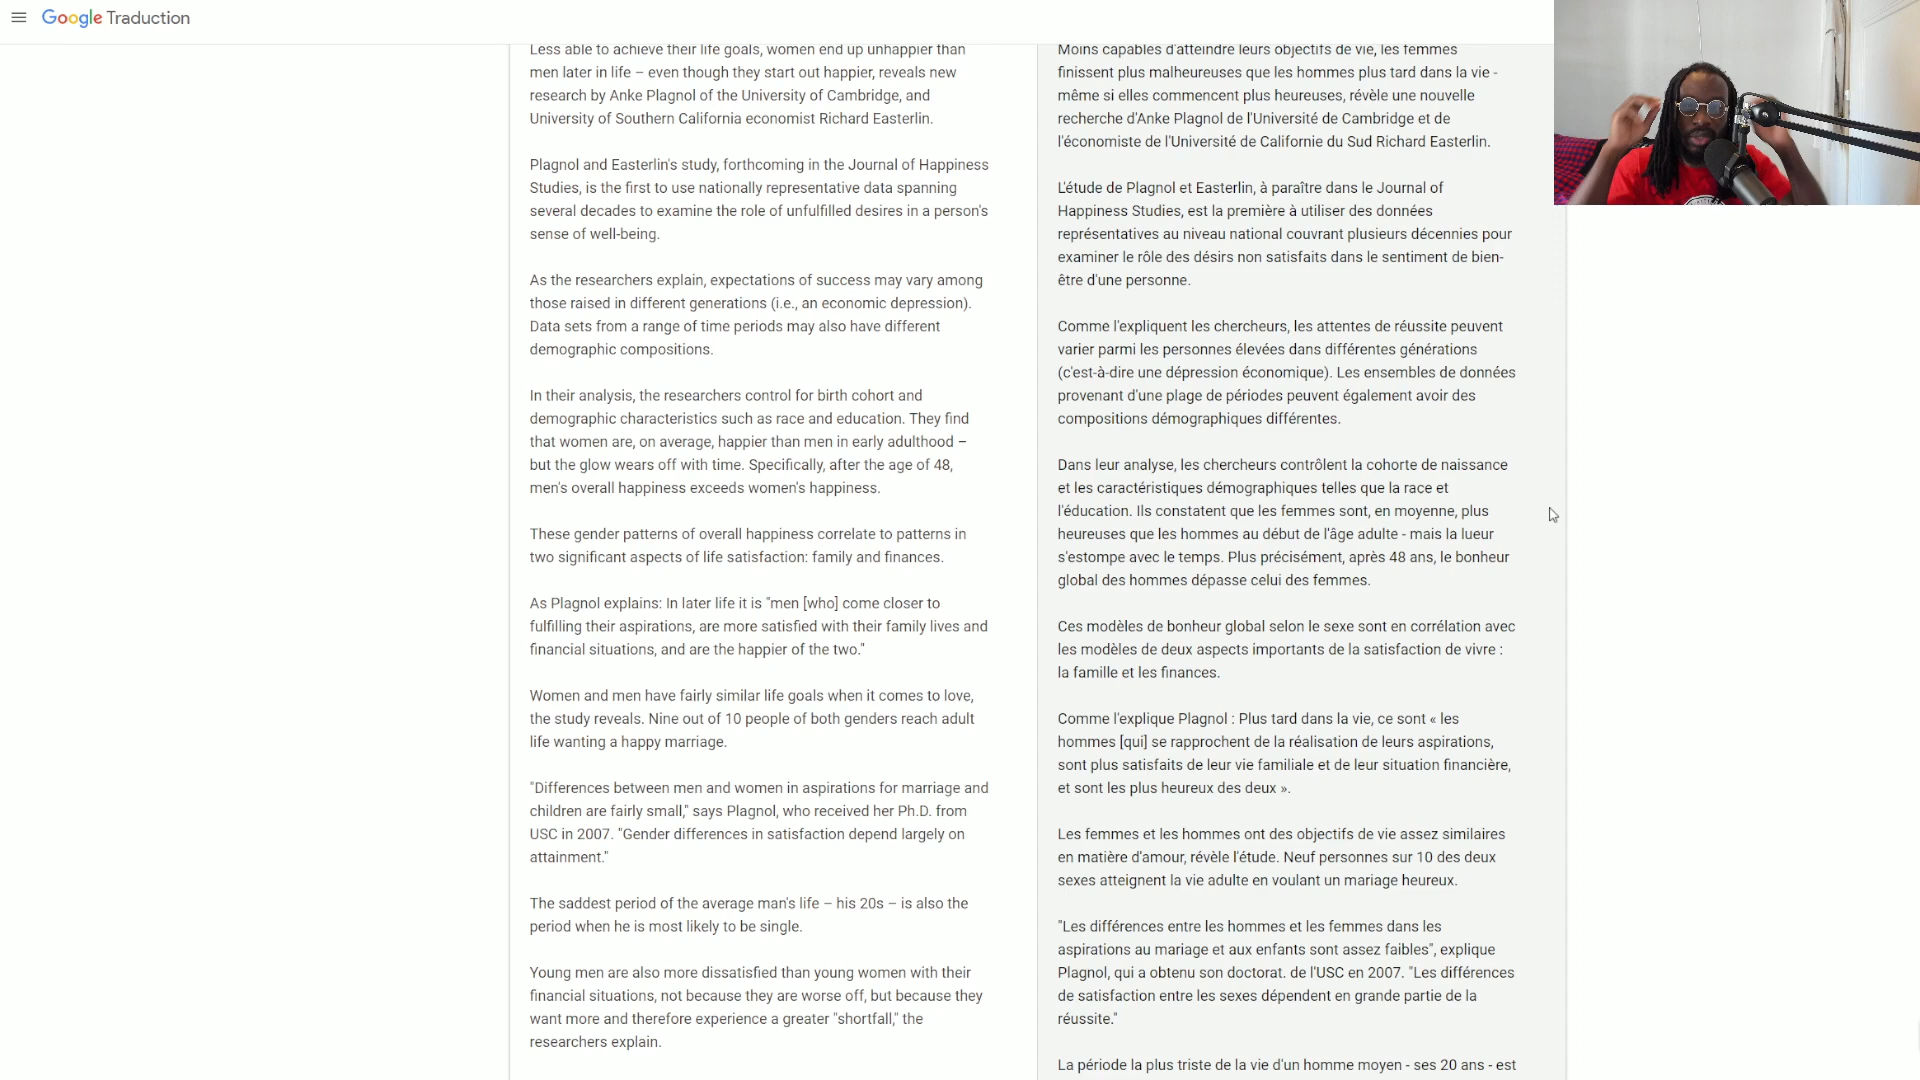 Google Traduction
Less able to achieve their life goals, women end up unhappier than
men later in life – even though they start out happier, reveals new
research by Anke Plagnol of the University of Cambridge, and
University of Southern California economist Richard Easterlin.
Plagnol and Easterlin's study, forthcoming in the Journal of Happiness
Studies, is the first to use nationally representative data spanning
several decades to examine the role of unfulfilled desires in a person's
sense of well-being.
As the researchers explain, expectations of success may vary among
those raised in different generations (i.e., an economic depression).
Data sets from a range of time periods may also have different
demographic compositions.
In their analysis, the researchers control for birth cohort and
demographic characteristics such as race and education. They find
that women are, on average, happier than men in early adulthood –
but the glow wears off with time. Specifically, after the age of 48,
men's overall happiness exceeds women's happiness.
These gender patterns of overall happiness correlate to patterns in
two significant aspects of life satisfaction: family and finances.
As Plagnol explains: In later life it is "men [who] come closer to
fulfilling their aspirations, are more satisfied with their family lives and
financial situations, and are the happier of the two."
Women and men have fairly similar life goals when it comes to love,
the study reveals. Nine out of 10 people of both genders reach adult
life wanting a happy marriage.
"Differences between men and women in aspirations for marriage and
children are fairly small," says Plagnol, who received her Ph.D. from
USC in 2007. "Gender differences in satisfaction depend largely on
attainment."
The saddest period of the average man's life – his 20s – is also the
period when he is most likely to be single.
Young men are also more dissatisfied than young women with their
financial situations, not because they are worse off, but because they
want more and therefore experience a greater "shortfall," the
researchers explain.
Moins capables d'atteindre leurs objectifs de vie, les femmes
finissent plus malheureuses que les hommes plus tard dans la vie -
même si elles commencent plus heureuses, révèle une nouvelle
recherche d'Anke Plagnol de l'Université de Cambridge et de
l'économiste de l'Université de Californie du Sud Richard Easterlin.
L'étude de Plagnol et Easterlin, à paraître dans le Journal of
Happiness Studies, est la première à utiliser des données
représentatives au niveau national couvrant plusieurs décennies pour
examiner le rôle des désirs non satisfaits dans le sentiment de bien-
être d'une personne.
Comme l'expliquent les chercheurs, les attentes de réussite peuvent
varier parmi les personnes élevées dans différentes générations
(c'est-à-dire une dépression économique). Les ensembles de données
provenant d'une plage de périodes peuvent également avoir des
compositions démographiques différentes.
Dans leur analyse, les chercheurs contrôlent la cohorte de naissance
et les caractéristiques démographiques telles que la race et
l'éducation. Ils constatent que les femmes sont, en moyenne, plus
heureuses que les hommes au début de l'âge adulte - mais la lueur
s'estompe avec le temps. Plus précisément, après 48 ans, le bonheur
global des hommes dépasse celui des femmes.
Ces modèles de bonheur global selon le sexe sont en corrélation avec
les modèles de deux aspects importants de la satisfaction de vivre :
la famille et les finances.
Comme l'explique Plagnol : Plus tard dans la vie, ce sont « les
hommes [qui] se rapprochent de la réalisation de leurs aspirations,
sont plus satisfaits de leur vie familiale et de leur situation financière,
et sont les plus heureux des deux ».
Les femmes et les hommes ont des objectifs de vie assez similaires
en matière d'amour, révèle l'étude. Neuf personnes sur 10 des deux
sexes atteignent la vie adulte en voulant un mariage heureux.
"Les différences entre les hommes et les femmes dans les
aspirations au mariage et aux enfants sont assez faibles", explique
Plagnol, qui a obtenu son doctorat. de l'USC en 2007. "Les différences
de satisfaction entre les sexes dépendent en grande partie de la
réussite."
La période la plus triste de la vie d'un homme moyen - ses 20 ans - est